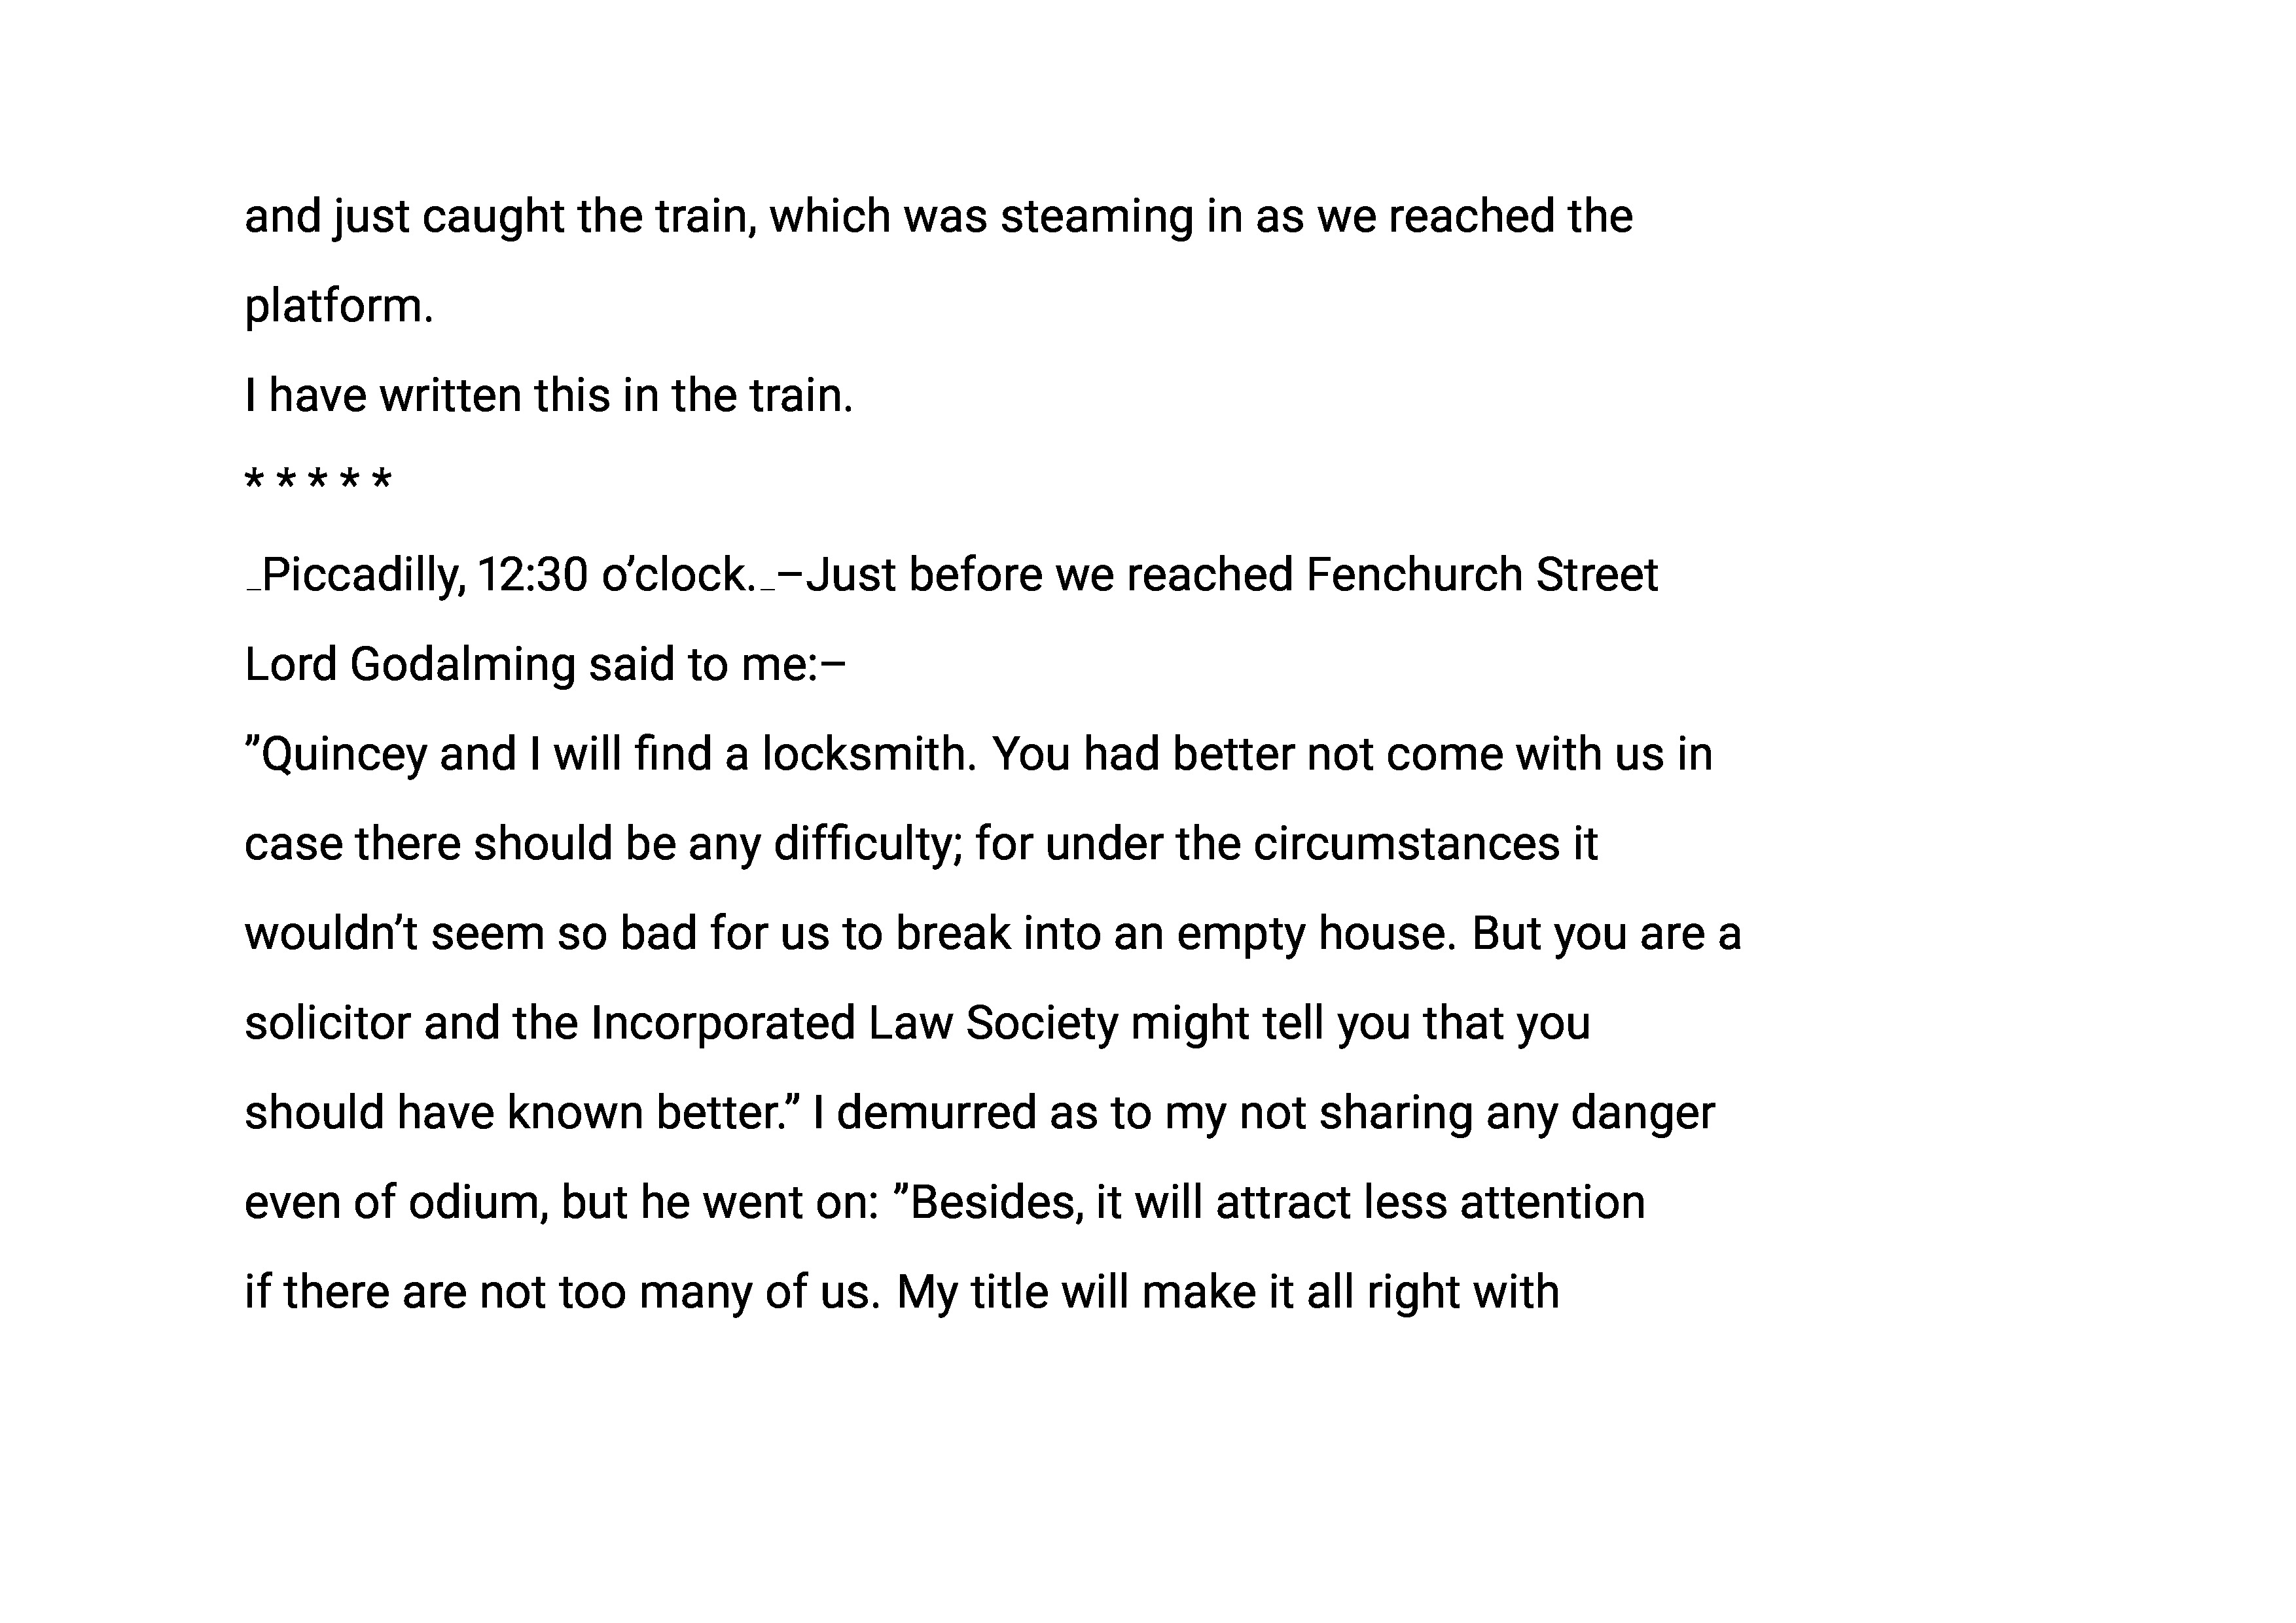 and just caught the train, which was steaming in as we reached the
platform.
I have written this in the train.
* * * * *
_Piccadilly, 12:30 o’clock._–Just before we reached Fenchurch Street
Lord Godalming said to me:–
”Quincey and I will find a locksmith. You had better not come with us in
case there should be any difficulty; for under the circumstances it
wouldn’t seem so bad for us to break into an empty house. But you are a
solicitor and the Incorporated Law Society might tell you that you
should have known better.” I demurred as to my not sharing any danger
even of odium, but he went on: ”Besides, it will attract less attention
if there are not too many of us. My title will make it all right with